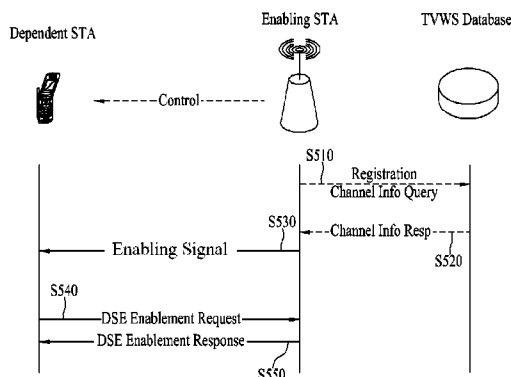 Enabling STA
TVWS Database
Dependent STA
Control
S510
Registration
Channel Info Query
S530
Channel Info Resp
Enabling Signal
S520
S540
DSE Enablement Request
DSE Enablement Response
S550